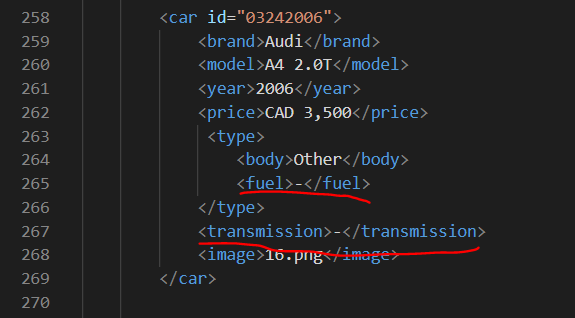 258 <car id="03242006">
259 <brand>Audi</brand>
260 <model>A4 2.0T</model>
261 <year>2006</year>
262 <price>CAD 3,500</price>
263 <type>
264 <body>Other</body>
265 <fuel>-</fuel>
266 </type>
267 <transmission>-</transmission>
268 <image>16.png</image>
269 </car>
270